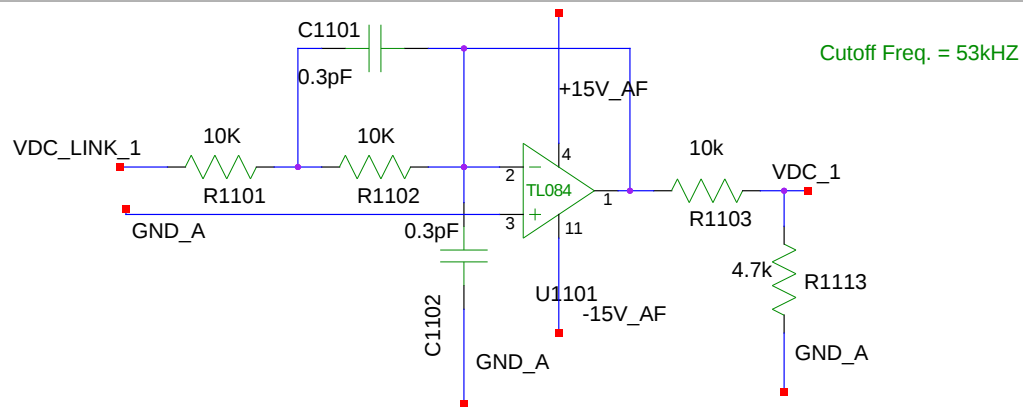 C1101
Cutoff Freq. = 53kHZ
0.3pF
+15V_AF
10K
10K
10k
VDC_LINK_1
4
VDC_1
2
−
TL084
R1101
R1102
1
R1103
3
+
GND_A
0.3pF
11
4.7k
R1113
U1101
-15V_AF
C1102
GND_A
GND_A